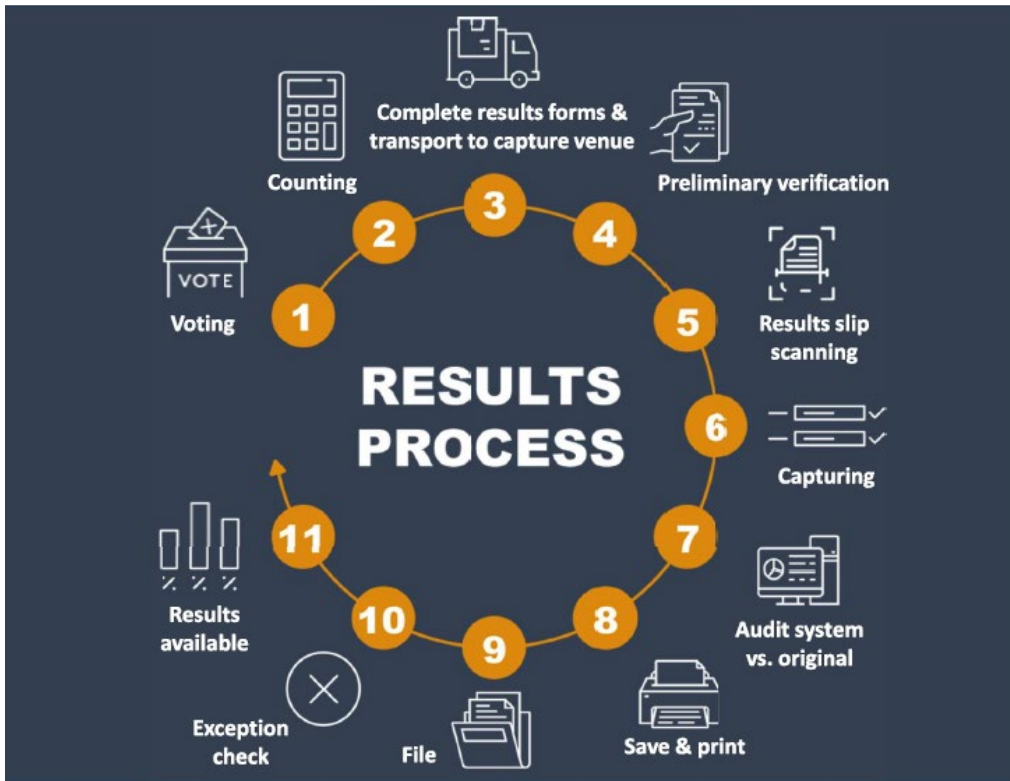 RESULTS
PROCESS
1
VOTE
Voting
2
Counting
3
Complete results forms &
transport to capture venue
4
Preliminary verification
5
Results slip
scanning
6
Capturing
7
Audit system
vs. original
8
Save & print
9
File
10
Exception
check
11
% % %
Results
available